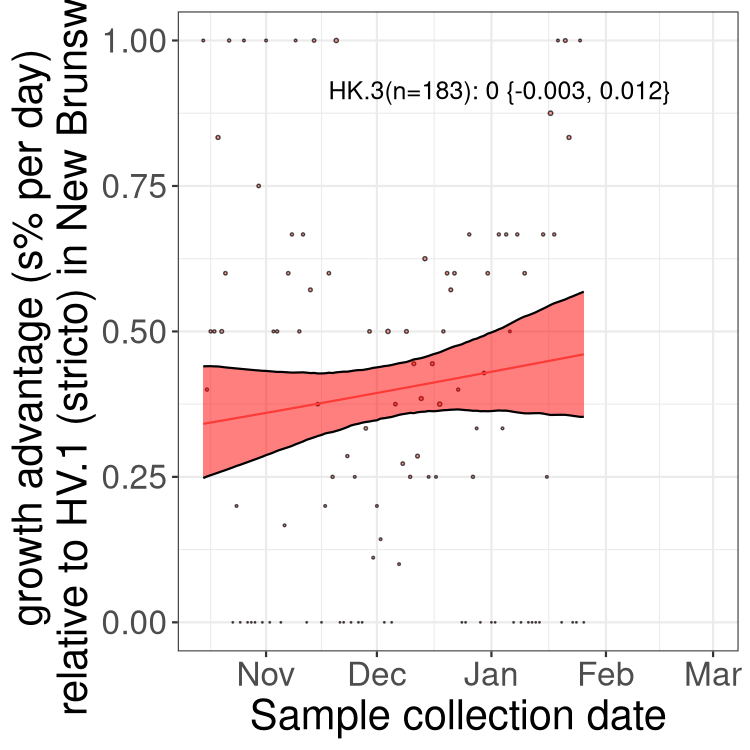 growth advantage (s% per day)
relative to HV.1 (stricto) in New Brunsw
1.00
0.75
0.50
0.25
0.00
HK.3(n=183): 0 {-0.003, 0.012}
Nov Dec Jan Feb Mar
Sample collection date